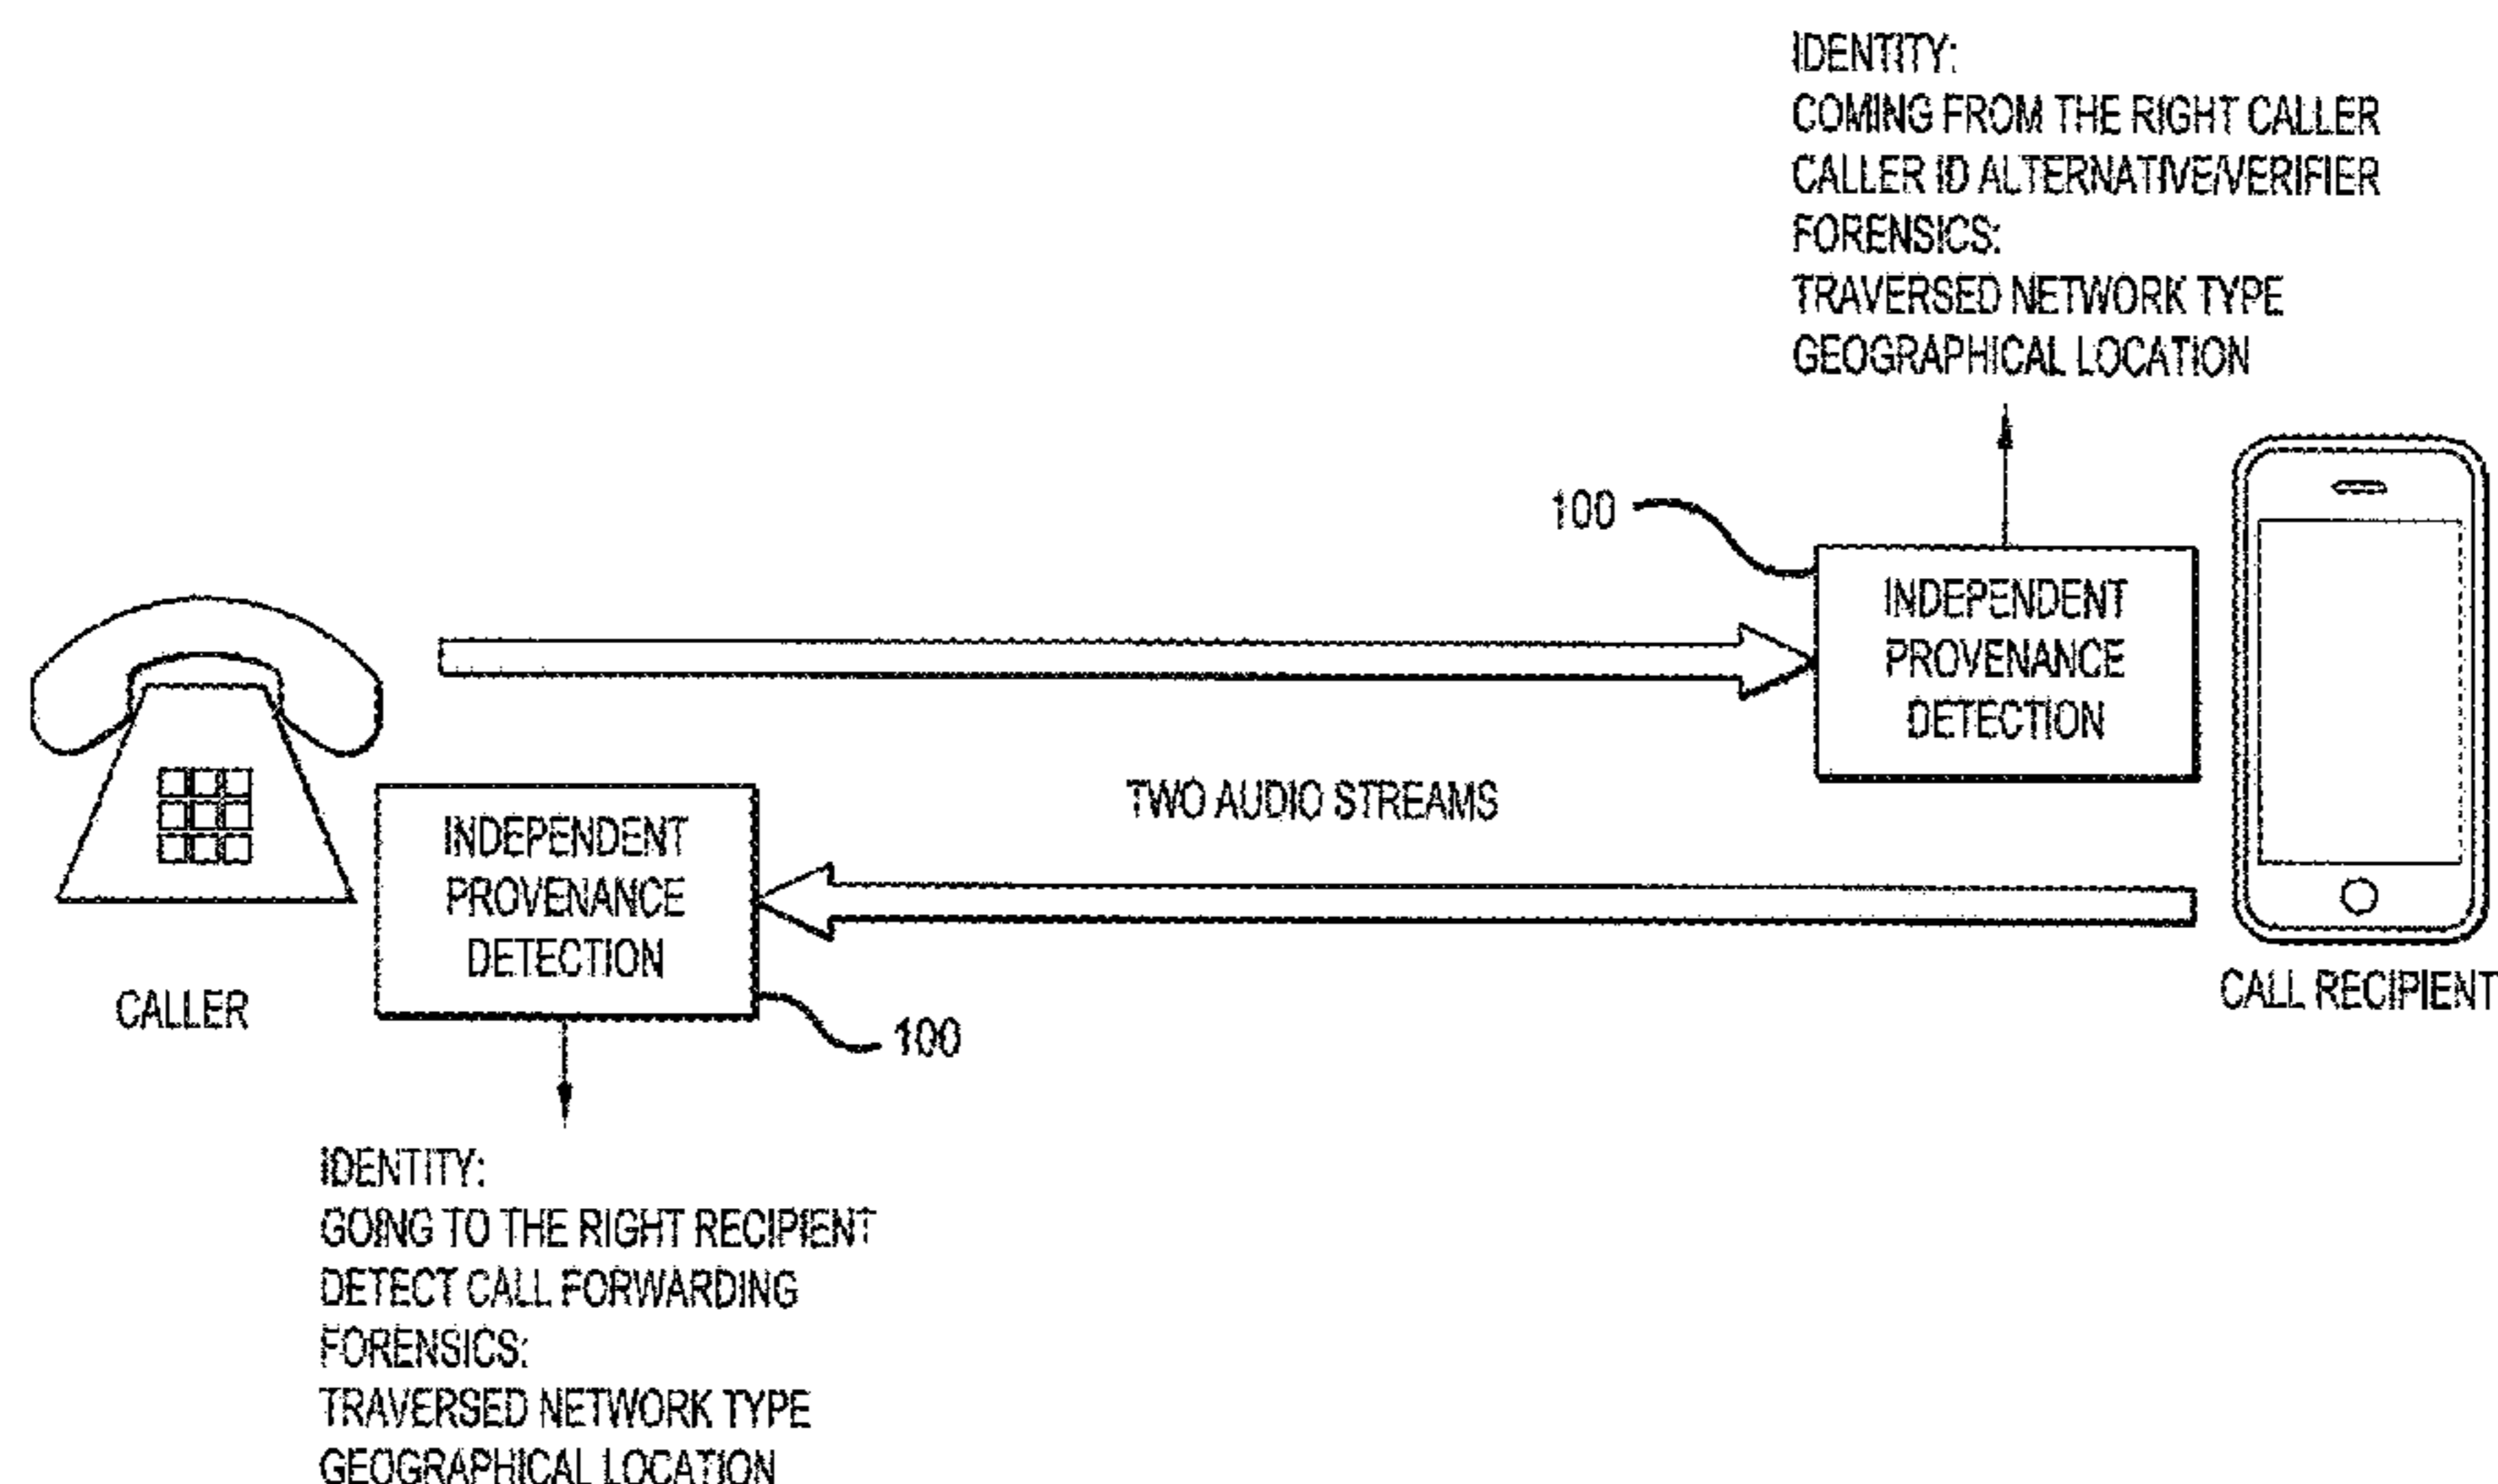 IDENTITY:
COMING FROM THE RIGHT CALLER
CALLER ID ALTERNATIVE/VERIFIER
FORENSICS:
TRAVERSED NETWORK TYPE
GEOGRAPHICAL LOCATION
100
INDEPENDENT
PROVENANCE
DETECTION
TWO AUDIO STREAMS
INDEPENDENT
PROVENANCE
DETECTION
CALLER
CALL RECIPIENT
100
IDENTITY:
GOING TO THE RIGHT RECIPIENT
DETECT CALL FORWARDING
FORENSICS:
TRAVERSED NETWORK TYPE
GEOGRAPHICAL LOCATION